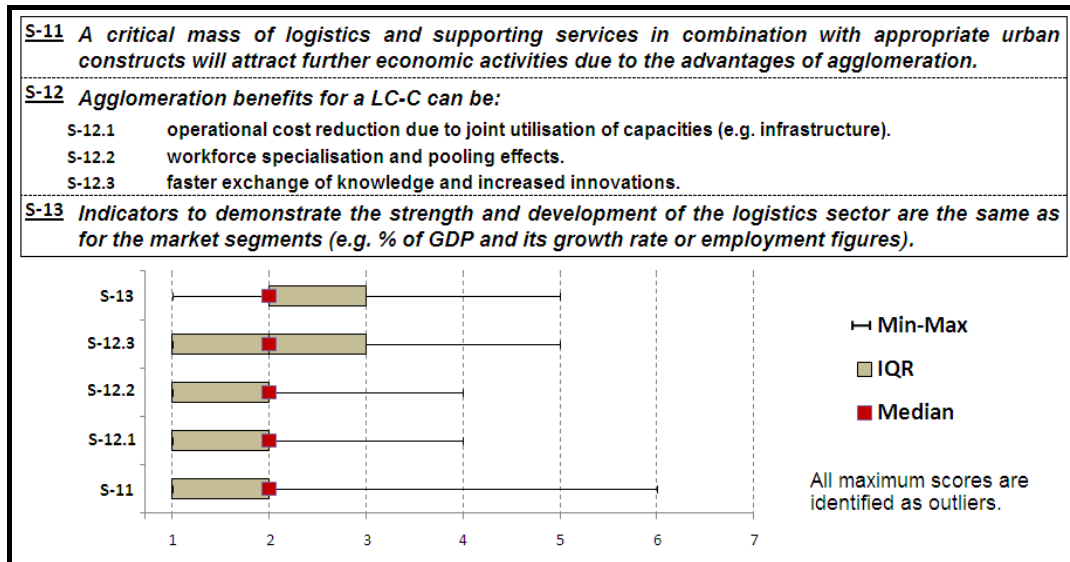 S-11 A critical mass of logistics and supporting services in combination with appropriate urban
constructs will attract further economic activities due to the advantages of agglomeration.
S-12 Agglomeration benefits for a LC-C can be:
S-12.1 operational cost reduction due to joint utilisation of capacities (e.g. infrastructure).
S-12.2 workforce specialisation and pooling effects.
S-12.3 faster exchange of knowledge and increased innovations.
S-13 Indicators to demonstrate the strength and development of the logistics sector are the same as
for the market segments (e.g. % of GDP and its growth rate or employment figures).
S-13
S-12.3
S-12.2
S-12.1
S-11
1 2 3 4 5 6 7
Min-Max
IQR
Median
All maximum scores are
identified as outliers.